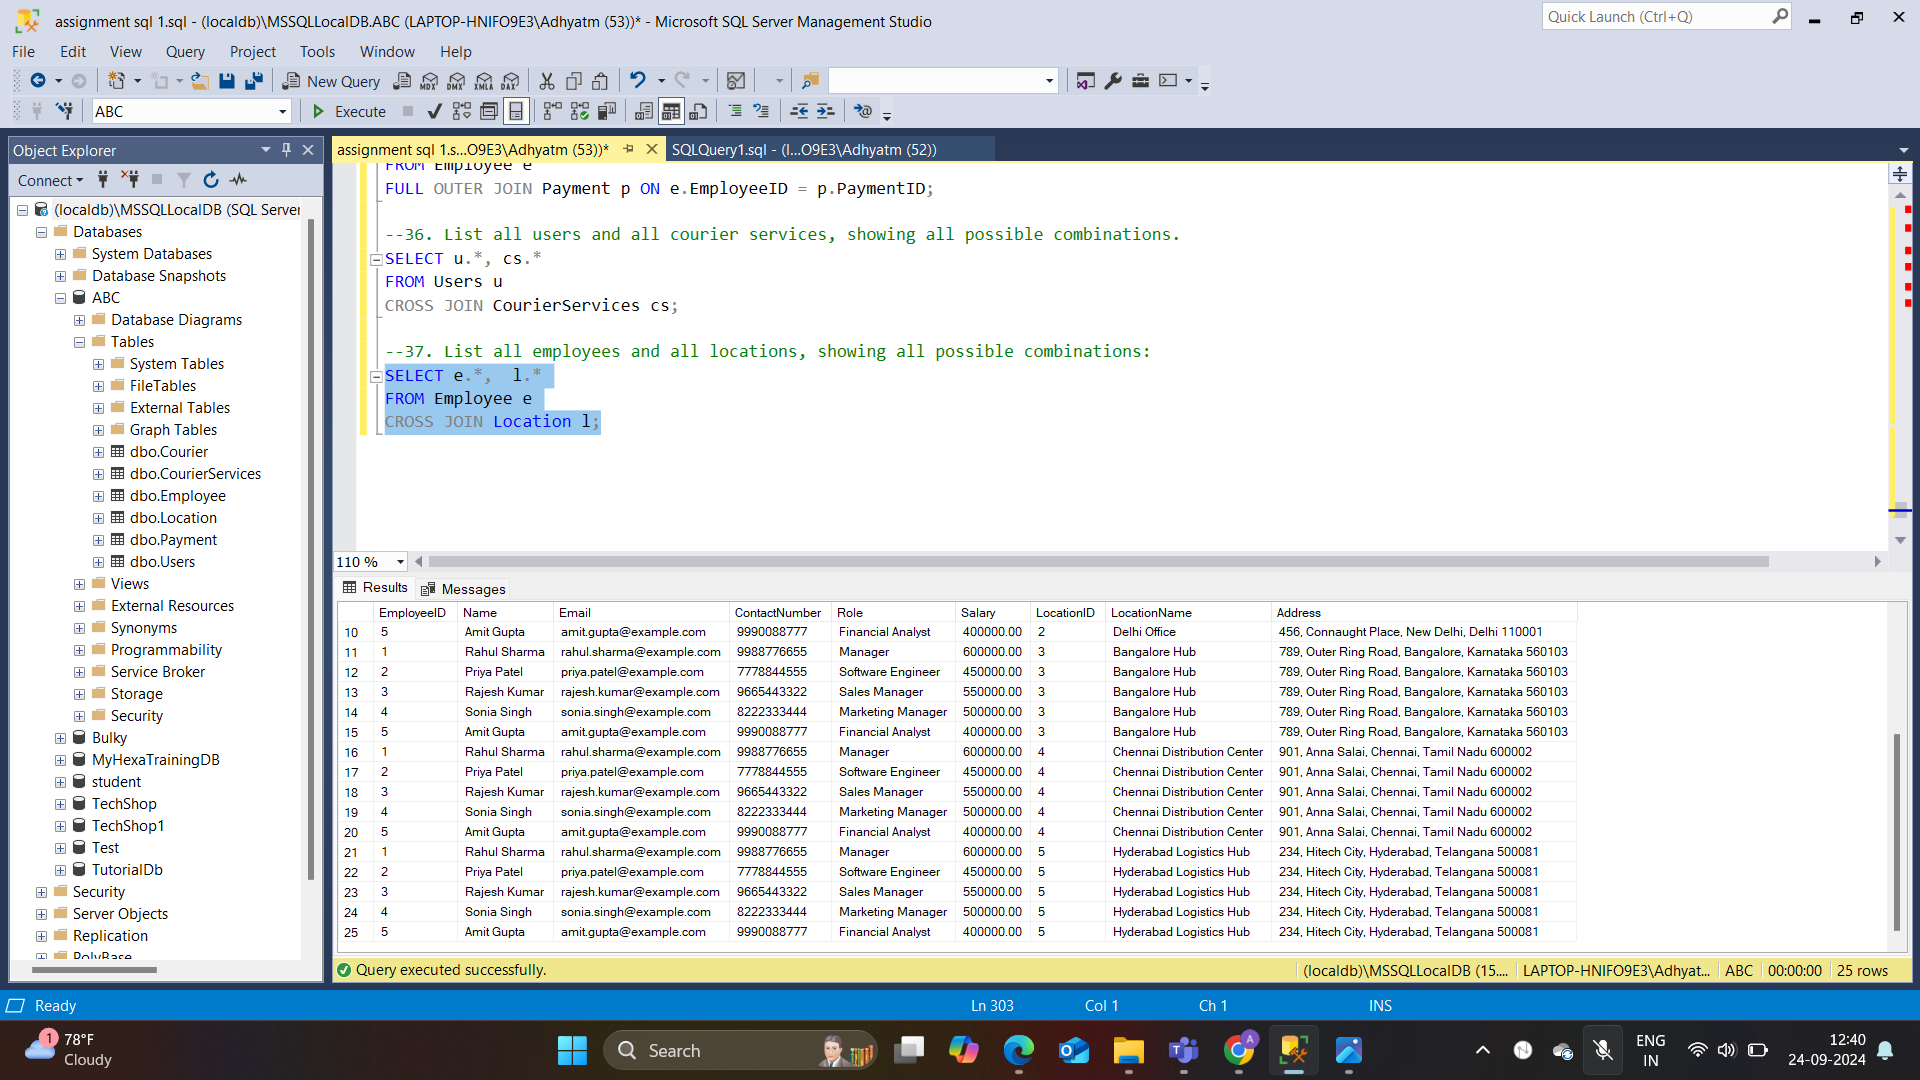 assignment sql 1.sql - (localdb)\MSSQLLocalDB.ABC (LAPTOP-HNIFO9E3\Adhyatm (53))* - Microsoft SQL Server Management Studio
Quick Launch (Ctrl+Q)
File Edit View Query Project Tools Window Help
New Query MDX DMX XMLA DAX
ABC Execute
Object Explorer
Connect
(localdb)\MSSQLLocalDB (SQL Server
Databases
System Databases
Database Snapshots
ABC
Database Diagrams
Tables
System Tables
FileTables
External Tables
Graph Tables
dbo.Courier
dbo.CourierServices
dbo.Employee
dbo.Location
dbo.Payment
dbo.Users
Views
External Resources
Synonyms
Programmability
Service Broker
Storage
Security
Bulky
MyHexaTrainingDB
student
TechShop
TechShop1
Test
TutorialDb
Security
Server Objects
Replication
PolyBase
assignment sql 1.s...O9E3\Adhyatm (53))* SQLQuery1.sql - (l...O9E3\Adhyatm (52))
FROM Employee e
FULL OUTER JOIN Payment p ON e.EmployeeID = p.PaymentID;
--36. List all users and all courier services, showing all possible combinations.
SELECT u.*, cs.*
FROM Users u
CROSS JOIN CourierServices cs;
--37. List all employees and all locations, showing all possible combinations:
SELECT e.*,  l.*
FROM Employee e
CROSS JOIN Location l;
110 %
Results Messages
EmployeeID Name Email ContactNumber Role Salary LocationID LocationName Address
10 5 Amit Gupta amit.gupta@example.com 9990088777 Financial Analyst 400000.00 2 Delhi Office 456, Connaught Place, New Delhi, Delhi 110001
11 1 Rahul Sharma rahul.sharma@example.com 9988776655 Manager 600000.00 3 Bangalore Hub 789, Outer Ring Road, Bangalore, Karnataka 560103
12 2 Priya Patel priya.patel@example.com 7778844555 Software Engineer 450000.00 3 Bangalore Hub 789, Outer Ring Road, Bangalore, Karnataka 560103
13 3 Rajesh Kumar rajesh.kumar@example.com 9665443322 Sales Manager 550000.00 3 Bangalore Hub 789, Outer Ring Road, Bangalore, Karnataka 560103
14 4 Sonia Singh sonia.singh@example.com 8222333444 Marketing Manager 500000.00 3 Bangalore Hub 789, Outer Ring Road, Bangalore, Karnataka 560103
15 5 Amit Gupta amit.gupta@example.com 9990088777 Financial Analyst 400000.00 3 Bangalore Hub 789, Outer Ring Road, Bangalore, Karnataka 560103
16 1 Rahul Sharma rahul.sharma@example.com 9988776655 Manager 600000.00 4 Chennai Distribution Center 901, Anna Salai, Chennai, Tamil Nadu 600002
17 2 Priya Patel priya.patel@example.com 7778844555 Software Engineer 450000.00 4 Chennai Distribution Center 901, Anna Salai, Chennai, Tamil Nadu 600002
18 3 Rajesh Kumar rajesh.kumar@example.com 9665443322 Sales Manager 550000.00 4 Chennai Distribution Center 901, Anna Salai, Chennai, Tamil Nadu 600002
19 4 Sonia Singh sonia.singh@example.com 8222333444 Marketing Manager 500000.00 4 Chennai Distribution Center 901, Anna Salai, Chennai, Tamil Nadu 600002
20 5 Amit Gupta amit.gupta@example.com 9990088777 Financial Analyst 400000.00 4 Chennai Distribution Center 901, Anna Salai, Chennai, Tamil Nadu 600002
21 1 Rahul Sharma rahul.sharma@example.com 9988776655 Manager 600000.00 5 Hyderabad Logistics Hub 234, Hitech City, Hyderabad, Telangana 500081
22 2 Priya Patel priya.patel@example.com 7778844555 Software Engineer 450000.00 5 Hyderabad Logistics Hub 234, Hitech City, Hyderabad, Telangana 500081
23 3 Rajesh Kumar rajesh.kumar@example.com 9665443322 Sales Manager 550000.00 5 Hyderabad Logistics Hub 234, Hitech City, Hyderabad, Telangana 500081
24 4 Sonia Singh sonia.singh@example.com 8222333444 Marketing Manager 500000.00 5 Hyderabad Logistics Hub 234, Hitech City, Hyderabad, Telangana 500081
25 5 Amit Gupta amit.gupta@example.com 9990088777 Financial Analyst 400000.00 5 Hyderabad Logistics Hub 234, Hitech City, Hyderabad, Telangana 500081
Query executed successfully. (localdb)\MSSQLLocalDB (15.... LAPTOP-HNIFO9E3\Adhyat... ABC 00:00:00 25 rows
Ready Ln 303 Col 1 Ch 1 INS
1 78°F
Cloudy
Search
A
ENG
IN
12:40
24-09-2024